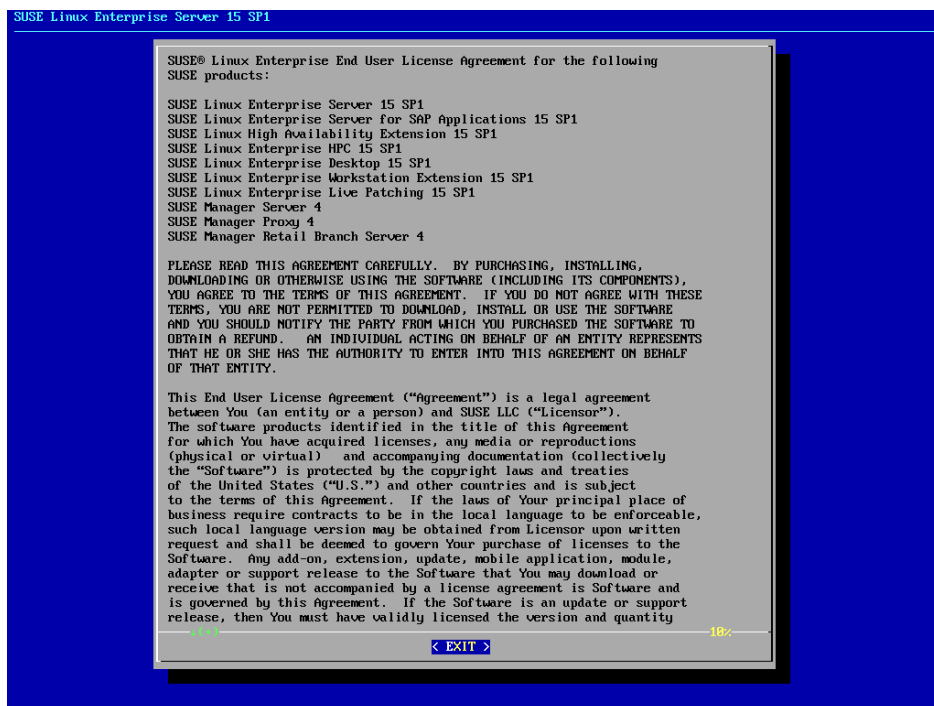 SUSE Linux Enterprise Server 15 SP1
SUSE® Linux Enterprise End User License Agreement for the following
SUSE products:
SUSE Linux Enterprise Server 15 SP1
SUSE Linux Enterprise Server for SAP Applications 15 SP1
SUSE Linux High Availability Extension 15 SP1
SUSE Linux Enterprise HPC 15 SP1
SUSE Linux Enterprise Desktop 15 SP1
SUSE Linux Enterprise Workstation Extension 15 SP1
SUSE Linux Enterprise Live Patching 15 SP1
SUSE Manager Server 4
SUSE Manager Proxy 4
SUSE Manager Retail Branch Server 4
PLEASE READ THIS AGREEMENT CAREFULLY.  BY PURCHASING, INSTALLING,
DOWNLOADING OR OTHERWISE USING THE SOFTWARE (INCLUDING ITS COMPONENTS),
YOU AGREE TO THE TERMS OF THIS AGREEMENT.  IF YOU DO NOT AGREE WITH THESE
TERMS, YOU ARE NOT PERMITTED TO DOWNLOAD, INSTALL OR USE THE SOFTWARE
AND YOU SHOULD NOTIFY THE PARTY FROM WHICH YOU PURCHASED THE SOFTWARE TO
OBTAIN A REFUND.   AN INDIVIDUAL ACTING ON BEHALF OF AN ENTITY REPRESENTS
THAT HE OR SHE HAS THE AUTHORITY TO ENTER INTO THIS AGREEMENT ON BEHALF
OF THAT ENTITY.
This End User License Agreement (“Agreement”) is a legal agreement
between You (an entity or a person) and SUSE LLC (“Licensor”).
The software products identified in the title of this Agreement
for which You have acquired licenses, any media or reproductions
(physical or virtual)   and accompanying documentation (collectively
the “Software”) is protected by the copyright laws and treaties
of the United States (“U.S.”) and other countries and is subject
to the terms of this Agreement.  If the laws of Your principal place of
business require contracts to be in the local language to be enforceable,
such local language version may be obtained from Licensor upon written
request and shall be deemed to govern Your purchase of licenses to the
Software.  Any add-on, extension, update, mobile application, module,
adapter or support release to the Software that You may download or
receive that is not accompanied by a license agreement is Software and
is governed by this Agreement.  If the Software is an update or support
release, then You must have validly licensed the version and quantity
↓(+) 10%
< EXIT >